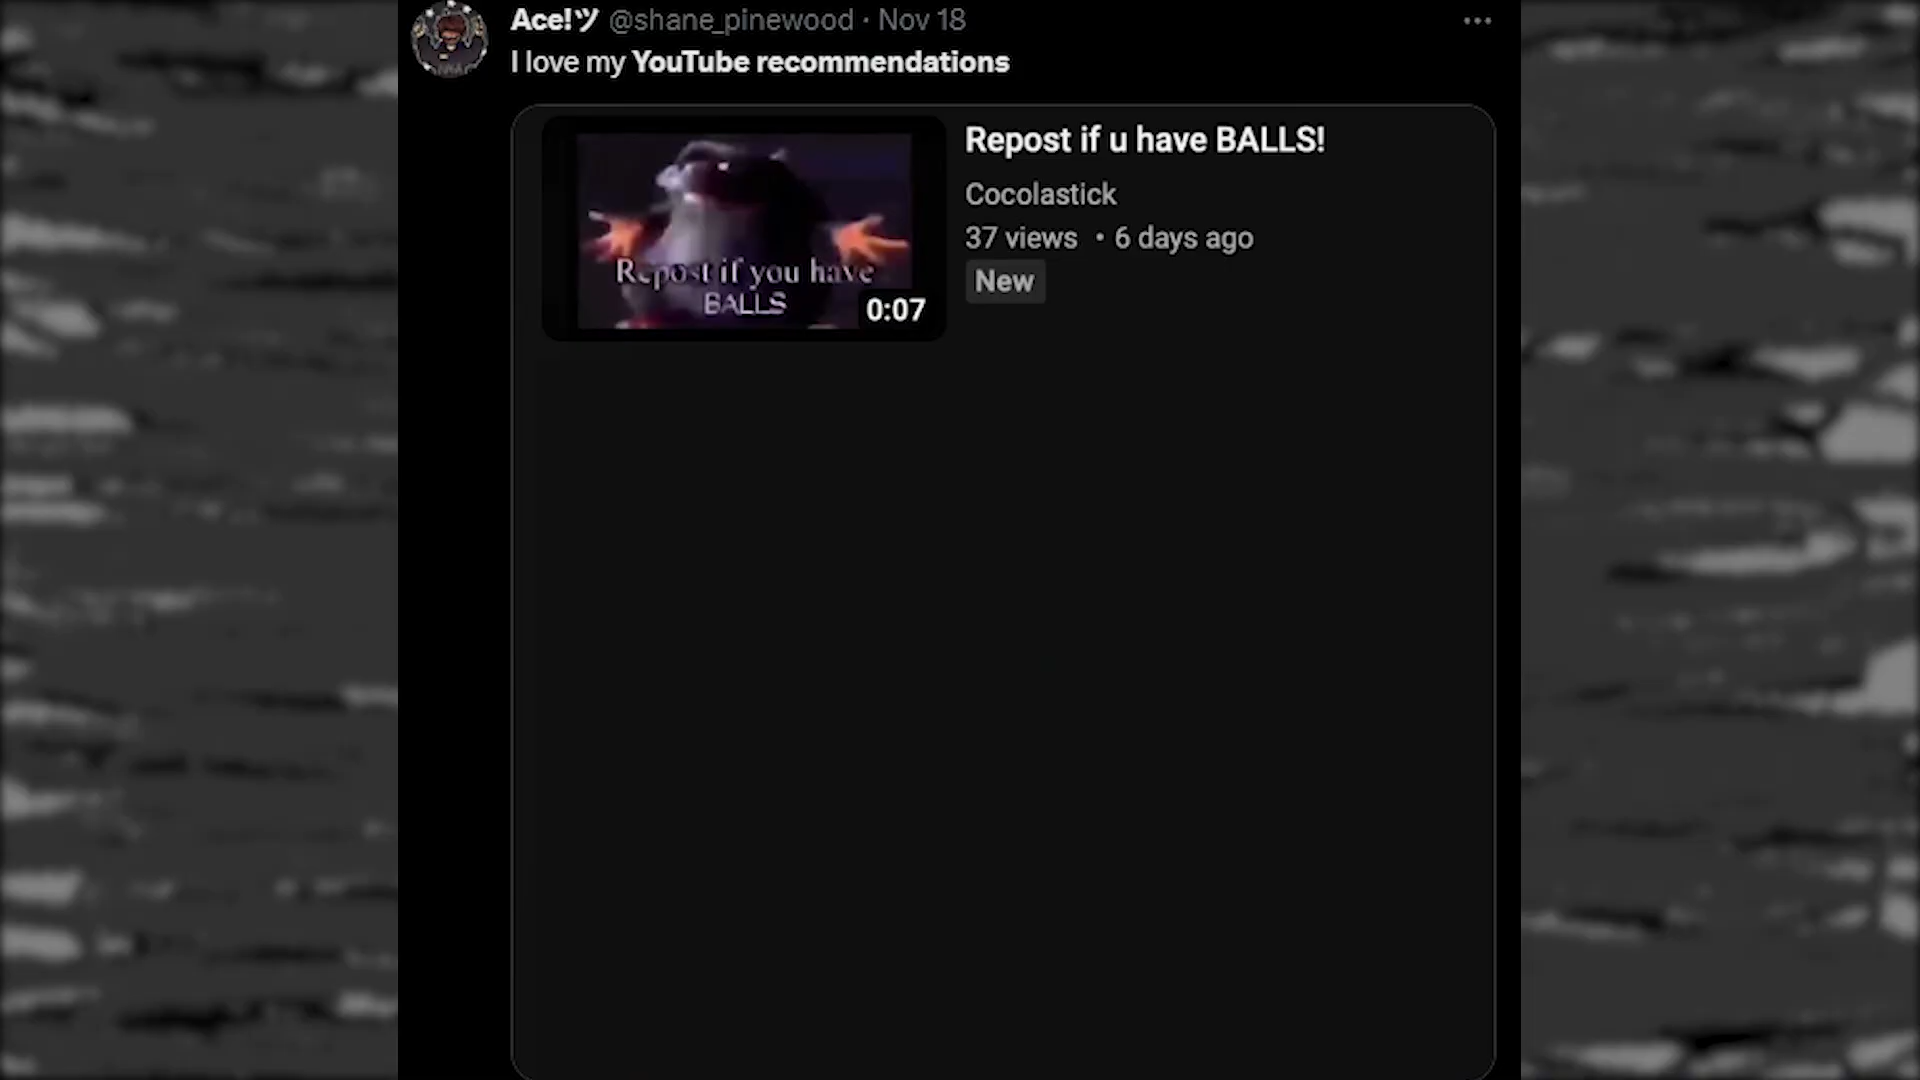 Ace!ツ @shane_pinewood · Nov 18
I love my YouTube recommendations
Repost if u have BALLS!
Cocolastick
37 views • 6 days ago
New
Repost if you have
BALLS
0:07